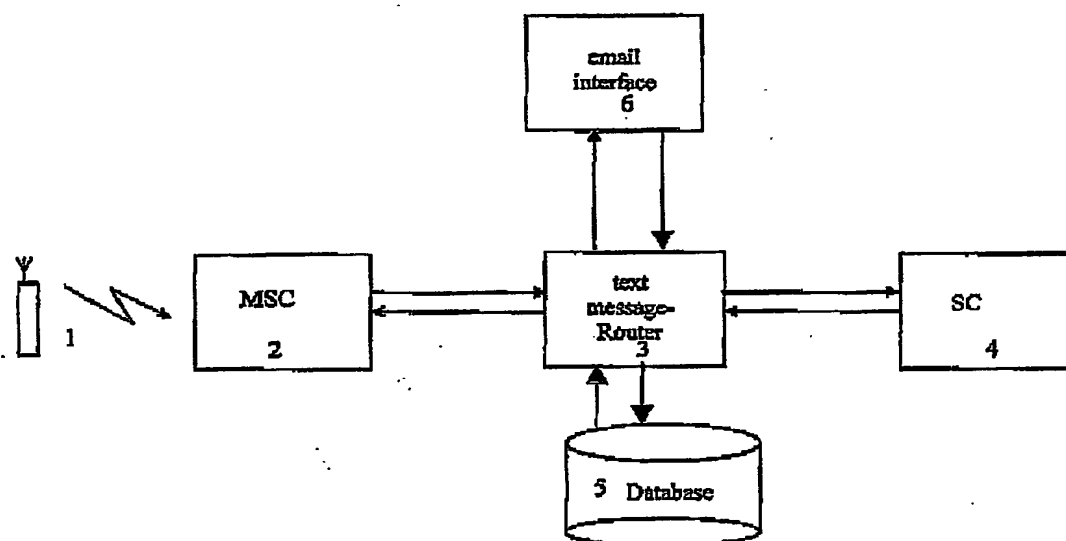 email
interface
6
text
message-
Router
3
MSC
2
SC
4
1
5 Database